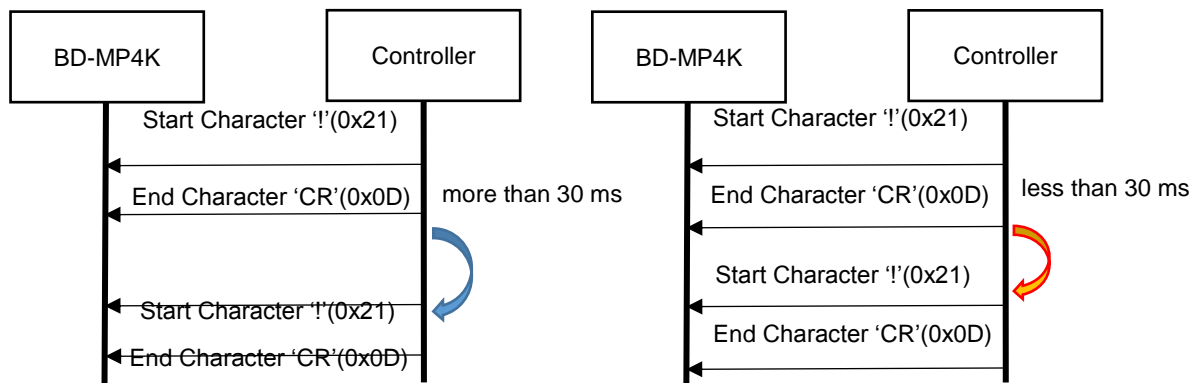 BD-MP4K
Controller
Start Character ‘!’(0x21)
End Character ‘CR’(0x0D)
more than 30 ms
Start Character ‘!’(0x21)
End Character ‘CR’(0x0D)
BD-MP4K
Controller
Start Character ‘!’(0x21)
End Character ‘CR’(0x0D)
less than 30 ms
Start Character ‘!’(0x21)
End Character ‘CR’(0x0D)